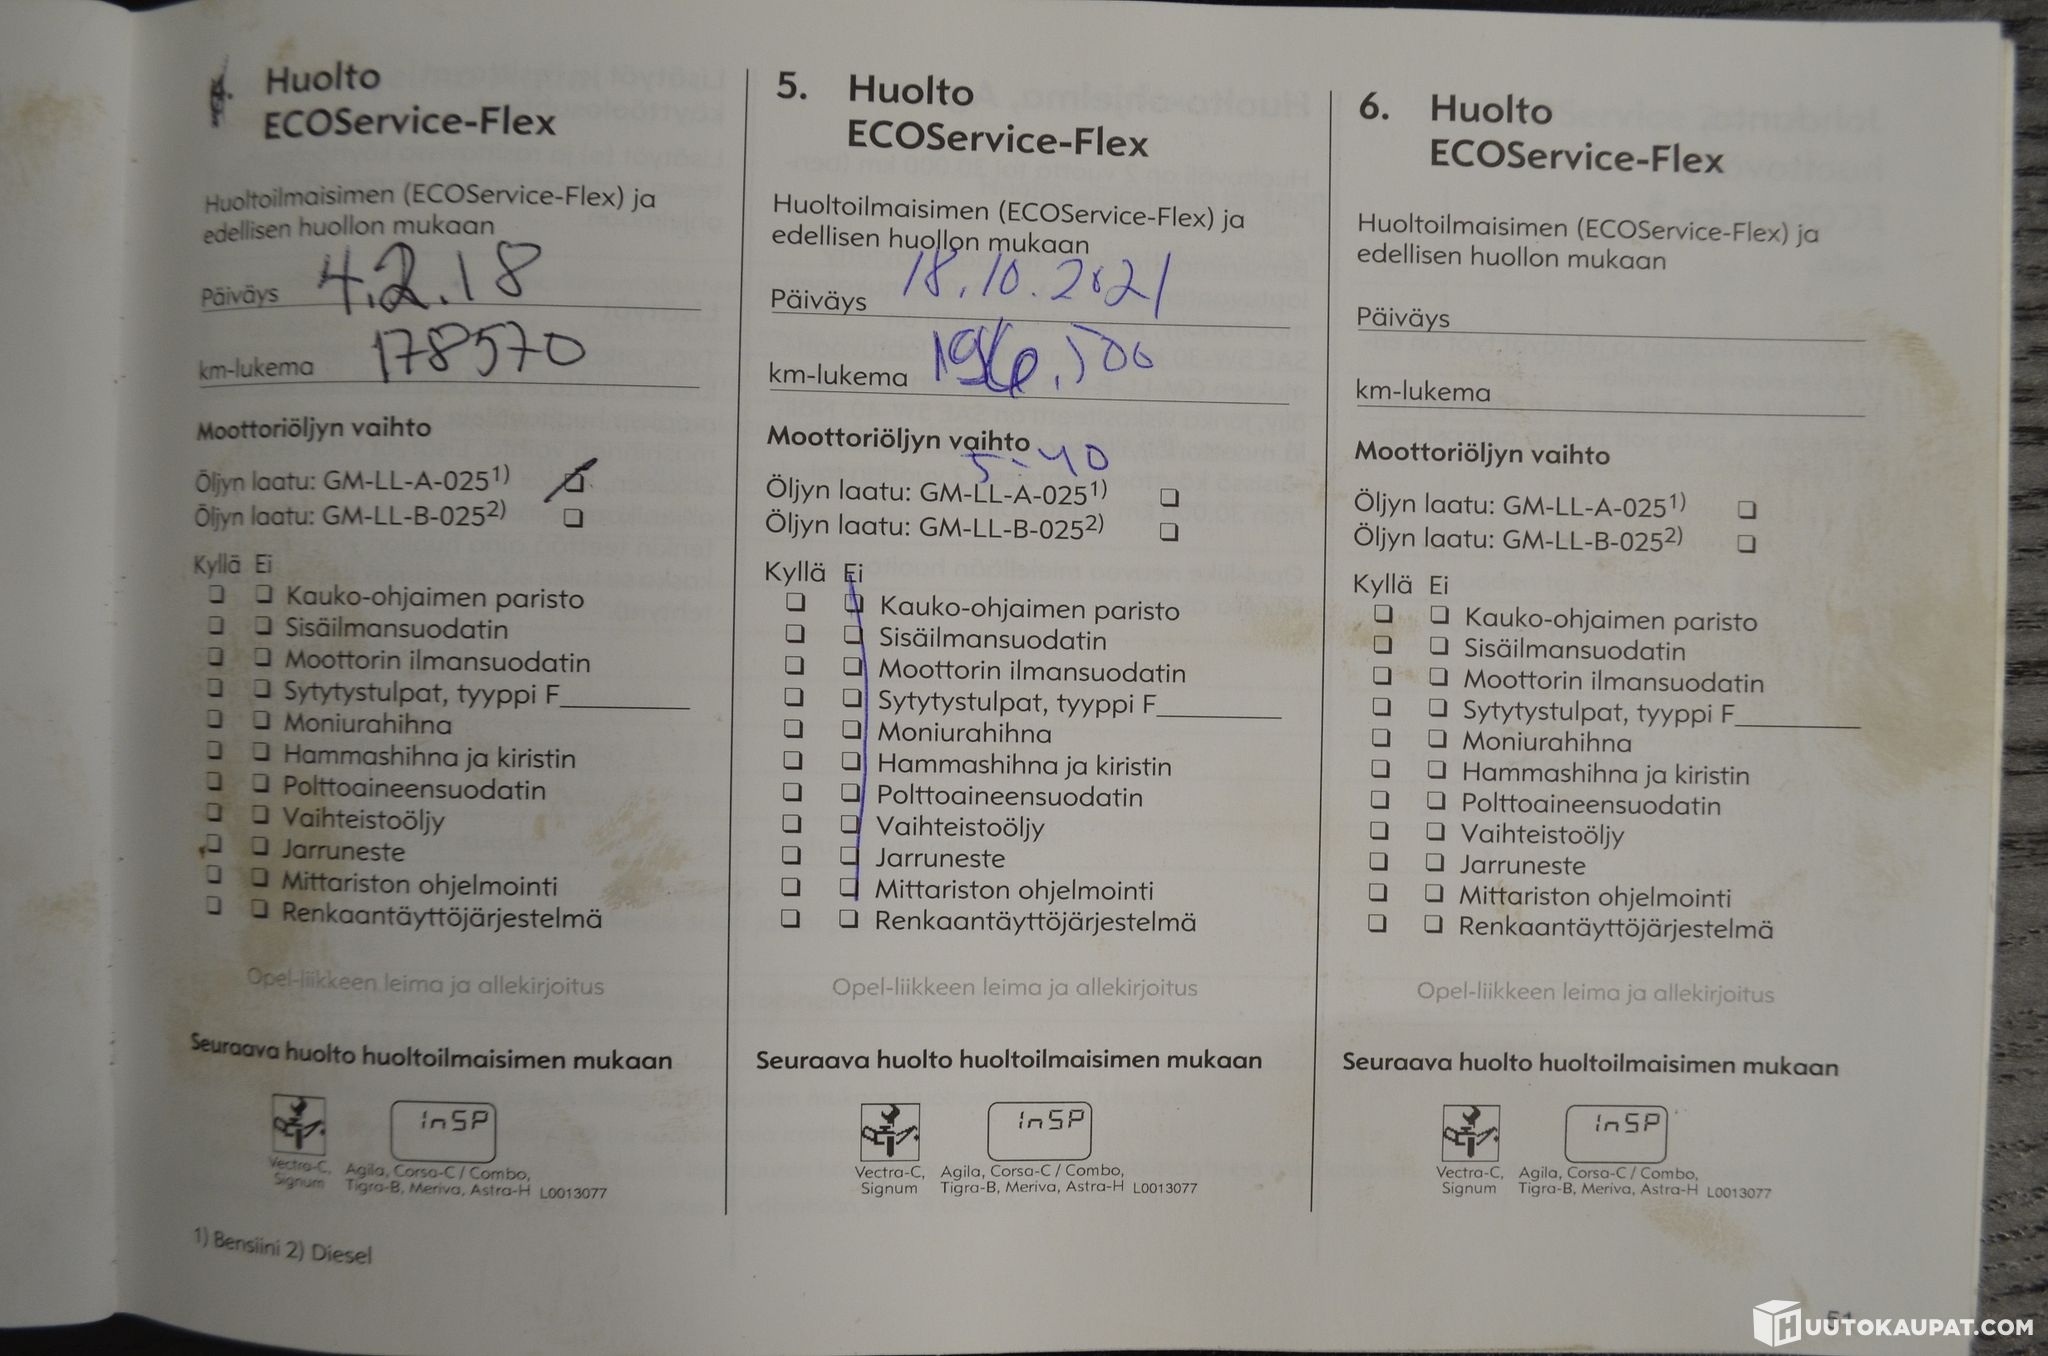 Huolto
ECOService-Flex
Huoltoilmaisimen (ECOService-Flex) ja
edellisen huollon mukaan
Päiväys 4.2.18
km-lukema 178570
Moottoriöljyn vaihto
Öljyn laatu: GM-LL-A-025 1)
Öljyn laatu: GM-LL-B-025 2)
Kyllä Ei
Kauko-ohjaimen paristo
Sisäilmansuodatin
Moottorin ilmansuodatin
Sytytystulpat, tyyppi F
Moniurahihna
Hammashihna ja kiristin
Polttoaineensuodatin
Vaihteistoöljy
Jarruneste
Mittariston ohjelmointi
Renkaantäyttöjärjestelmä
Opel-liikkeen leima ja allekirjoitus
Seuraava huolto huoltoilmaisimen mukaan
InSP
Vectra-C,
Signum
Agila, Corsa-C / Combo,
Tigra-B, Meriva, Astra-H L0013077
1) Bensiini 2) Diesel
5. Huolto
ECOService-Flex
Huoltoilmaisimen (ECOService-Flex) ja
edellisen huollon mukaan
Päiväys 18.10.2021
km-lukema
Moottoriöljyn vaihto
5-40
Öljyn laatu: GM-LL-A-025 1)
Öljyn laatu: GM-LL-B-025 2)
Kyllä Ei
Kauko-ohjaimen paristo
Sisäilmansuodatin
Moottorin ilmansuodatin
Sytytystulpat, tyyppi F
Moniurahihna
Hammashihna ja kiristin
Polttoaineensuodatin
Vaihteistoöljy
Jarruneste
Mittariston ohjelmointi
Renkaantäyttöjärjestelmä
Opel-liikkeen leima ja allekirjoitus
Seuraava huolto huoltoilmaisimen mukaan
InSP
Vectra-C,
Signum
Agila, Corsa-C / Combo,
Tigra-B, Meriva, Astra-H L0013077
6. Huolto
ECOService-Flex
Huoltoilmaisimen (ECOService-Flex) ja
edellisen huollon mukaan
Päiväys
km-lukema
Moottoriöljyn vaihto
Öljyn laatu: GM-LL-A-025 1)
Öljyn laatu: GM-LL-B-025 2)
Kyllä Ei
Kauko-ohjaimen paristo
Sisäilmansuodatin
Moottorin ilmansuodatin
Sytytystulpat, tyyppi F
Moniurahihna
Hammashihna ja kiristin
Polttoaineensuodatin
Vaihteistoöljy
Jarruneste
Mittariston ohjelmointi
Renkaantäyttöjärjestelmä
Opel-liikkeen leima ja allekirjoitus
Seuraava huolto huoltoilmaisimen mukaan
InSP
Vectra-C,
Signum
Agila, Corsa-C / Combo,
Tigra-B, Meriva, Astra-H L0013077
HUUTOKAUPAT.COM